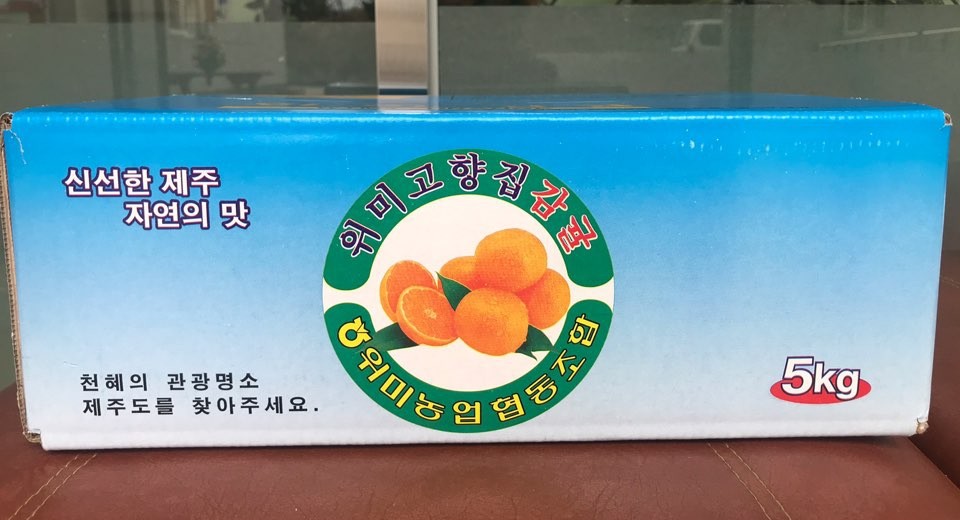 신선한 제주
자연의 맛
위미고향집감귤
위미농업협동조합
천혜의 관광명소
제주도를 찾아주세요.
5kg